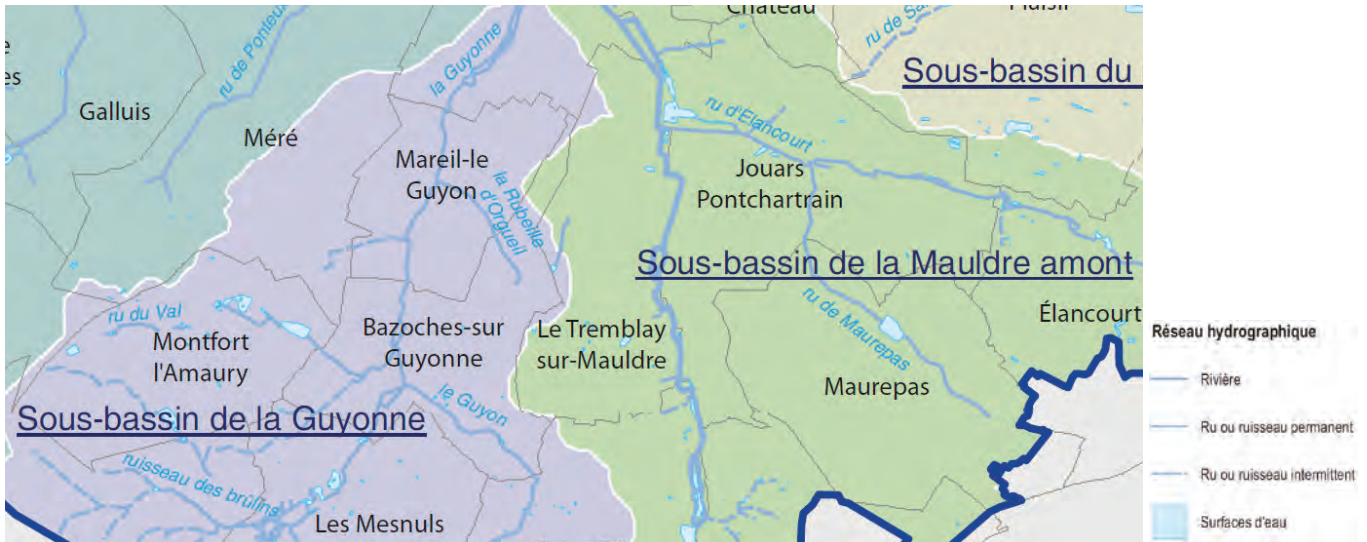 Château
Plaisir
ru de Sa
Sous-bassin du
es
ru de Ponteux
la Guyonne
Galluis
Méré
ru d'Elancourt
Mareil-le
Guyon
la Rubeille
d'Orgueil
Jouars
Pontchartrain
Sous-bassin de la Mauldre amont
ru du Val
Montfort
l'Amaury
Bazoches-sur
Guyonne
Le Tremblay
sur-Mauldre
ru de Maurepas
Élancourt
Maurepas
le Guyon
Sous-bassin de la Guyonne
ruisseau des brûlins
Les Mesnuls
Réseau hydrographique
Rivière
Ru ou ruisseau permanent
Ru ou ruisseau intermittent
Surfaces d'eau